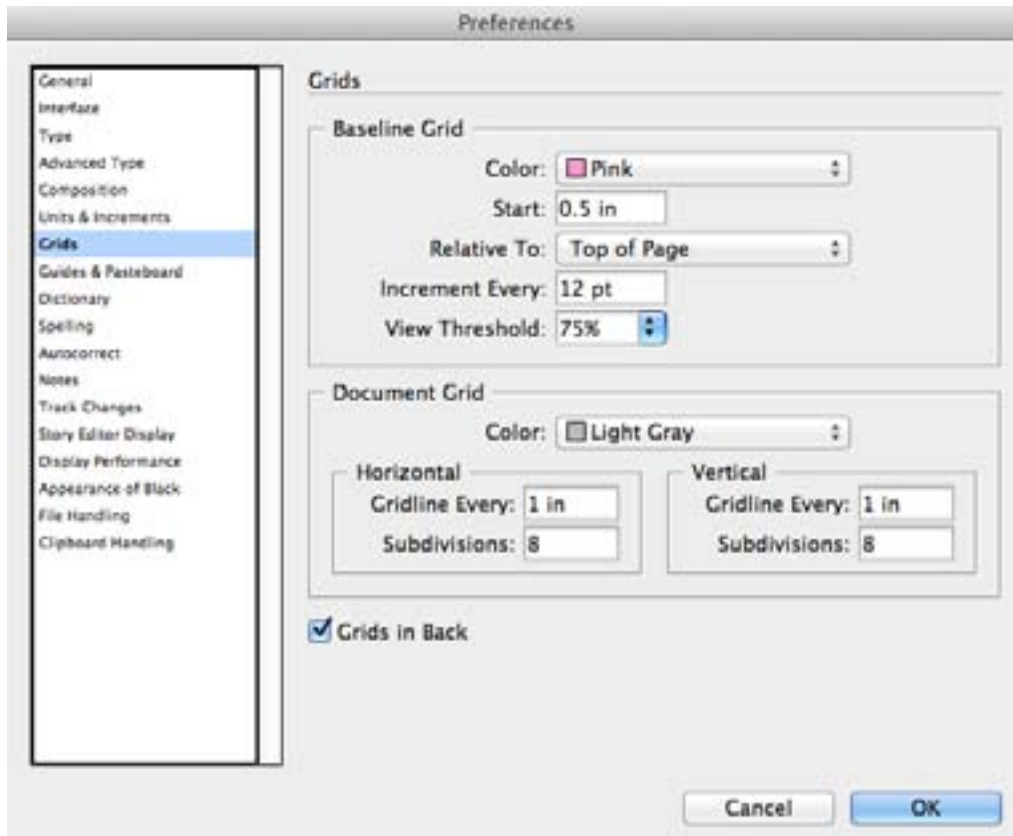 Preferences
General
Interface
Type
Advanced Type
Composition
Units & Increments
Grids
Guides & Pasteboard
Dictionary
Spelling
Autocorrect
Notes
Track Changes
Story Editor Display
Display Performance
Appearance of Black
File Handling
Clipboard Handling
Grids
Baseline Grid
Color: Pink
Start: 0.5 in
Relative To: Top of Page
Increment Every: 12 pt
View Threshold: 75%
Document Grid
Color: Light Gray
Horizontal
Gridline Every: 1 in
Subdivisions: 8
Vertical
Gridline Every: 1 in
Subdivisions: 8
Grids in Back
Cancel
OK